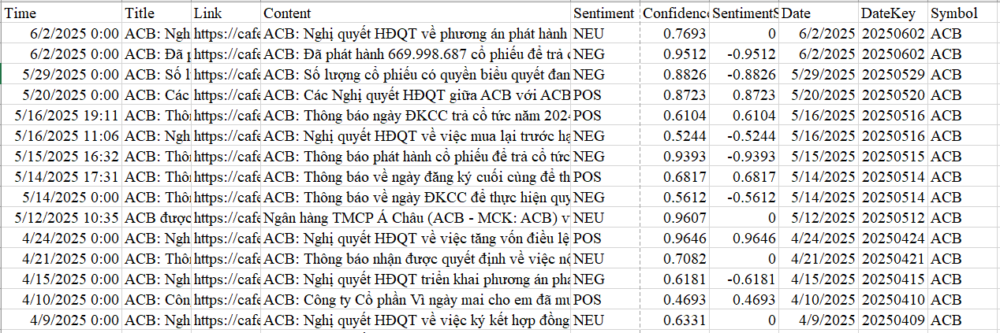 Time Title Link Content Sentiment Confidence SentimentS Date DateKey Symbol
6/2/2025 0:00 ACB: Ngh https://cafe ACB: Nghị quyết HĐQT về phương án phát hành NEU 0.7693 0 6/2/2025 20250602 ACB
6/2/2025 0:00 ACB: Đã p https://cafe ACB: Đã phát hành 669.998.687 cổ phiếu để trả c NEG 0.9512 -0.9512 6/2/2025 20250602 ACB
5/29/2025 0:00 ACB: Số l https://cafe ACB: Số lượng cổ phiếu có quyền biểu quyết đan NEG 0.8826 -0.8826 5/29/2025 20250529 ACB
5/20/2025 0:00 ACB: Các https://cafe ACB: Các Nghị quyết HĐQT giữa ACB với ACB POS 0.8723 0.8723 5/20/2025 20250520 ACB
5/16/2025 19:11 ACB: Thôn https://cafe ACB: Thông báo ngày ĐKCC trả cổ tức năm 2024 POS 0.6104 0.6104 5/16/2025 20250516 ACB
5/16/2025 11:06 ACB: Ngh https://cafe ACB: Nghị quyết HĐQT về việc mua lại trước hạ NEG 0.5244 -0.5244 5/16/2025 20250516 ACB
5/15/2025 16:32 ACB: Thôn https://cafe ACB: Thông báo phát hành cổ phiếu để trả cổ tức NEG 0.9393 -0.9393 5/15/2025 20250515 ACB
5/14/2025 17:31 ACB: Thôn https://cafe ACB: Thông báo về ngày đăng ký cuối cùng để th POS 0.6817 0.6817 5/14/2025 20250514 ACB
5/14/2025 0:00 ACB: Thôn https://cafe ACB: Thông báo về ngày ĐKCC để thực hiện quy NEG 0.5612 -0.5612 5/14/2025 20250514 ACB
5/12/2025 10:35 ACB được https://cafe Ngân hàng TMCP Á Châu (ACB - MCK: ACB) v NEU 0.9607 0 5/12/2025 20250512 ACB
4/24/2025 0:00 ACB: Ngh https://cafe ACB: Nghị quyết HĐQT về việc tăng vốn điều lệ POS 0.9646 0.9646 4/24/2025 20250424 ACB
4/21/2025 0:00 ACB: Thôn https://cafe ACB: Thông báo nhận được quyết định về việc nộ NEU 0.7082 0 4/21/2025 20250421 ACB
4/15/2025 0:00 ACB: Ngh https://cafe ACB: Nghị quyết HĐQT triển khai phương án phá NEG 0.6181 -0.6181 4/15/2025 20250415 ACB
4/10/2025 0:00 ACB: Côn https://cafe ACB: Công ty Cổ phần Vì ngày mai cho em đã mu POS 0.4693 0.4693 4/10/2025 20250410 ACB
4/9/2025 0:00 ACB: Ngh https://cafe ACB: Nghị quyết HĐQT về việc ký kết hợp đồng NEU 0.6331 0 4/9/2025 20250409 ACB